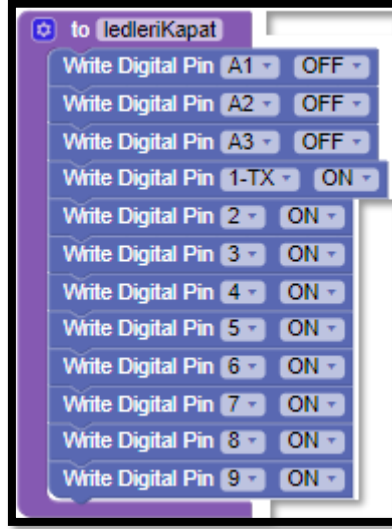 to ledleriKapat
Write Digital Pin A1 OFF
Write Digital Pin A2 OFF
Write Digital Pin A3 OFF
Write Digital Pin 1-TX ON
Write Digital Pin 2 ON
Write Digital Pin 3 ON
Write Digital Pin 4 ON
Write Digital Pin 5 ON
Write Digital Pin 6 ON
Write Digital Pin 7 ON
Write Digital Pin 8 ON
Write Digital Pin 9 ON